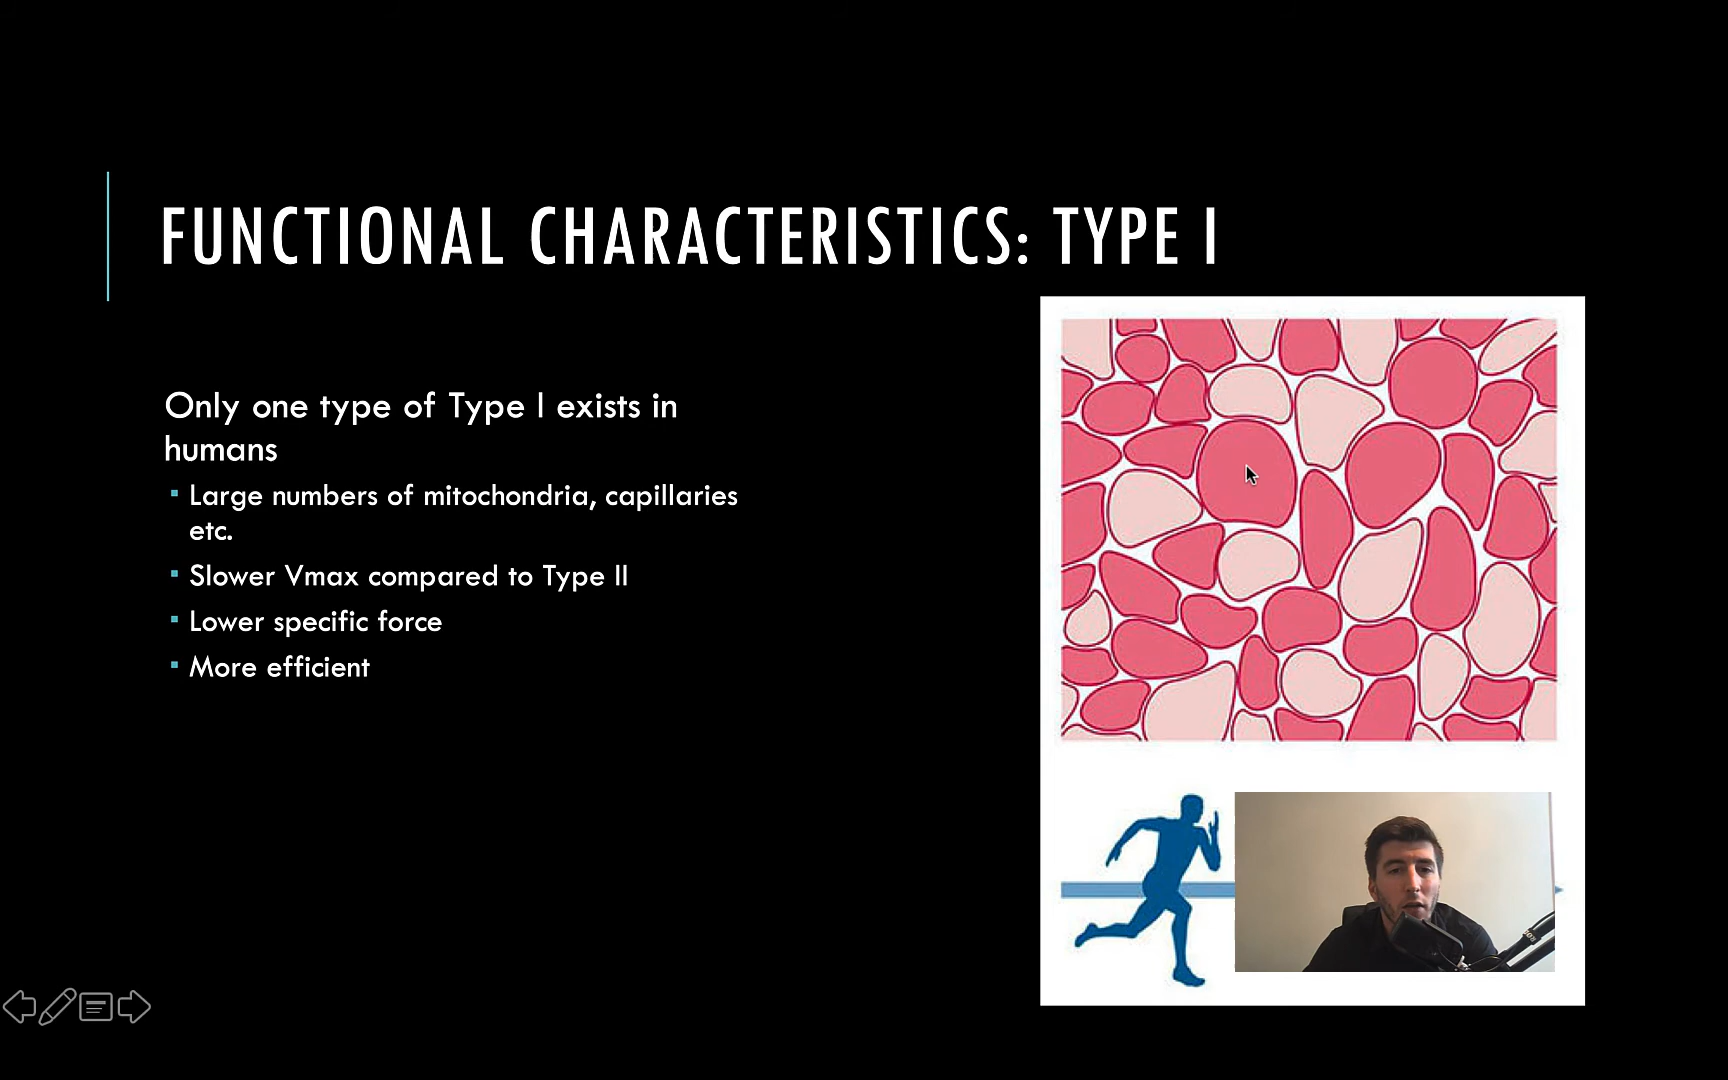 FUNCTIONAL CHARACTERISTICS: TYPE I
Only one type of Type I exists in
humans
▪ Large numbers of mitochondria, capillaries
etc.
▪ Slower Vmax compared to Type II
▪ Lower specific force
▪ More efficient